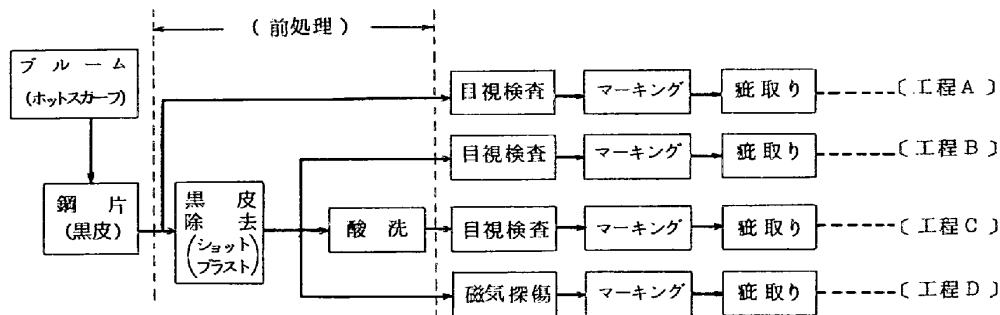 (前処理)
ブルーム
(ホットスカーフ)
鋼片
(黒皮)
黒皮
除去
(ショット
ブラスト)
酸洗
目視検査
マーキング
疵取り
〔工程A〕
目視検査
マーキング
疵取り
〔工程B〕
目視検査
マーキング
疵取り
〔工程C〕
磁気探傷
マーキング
疵取り
〔工程D〕